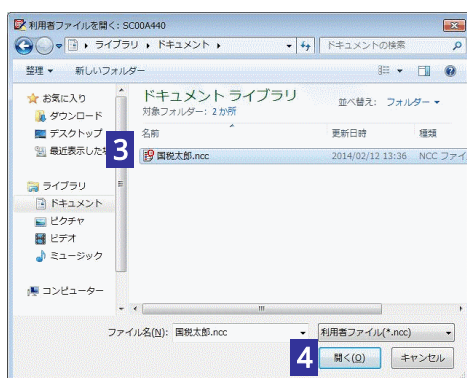 利用者ファイルを開く: SC00A440
ライブラリ ▸ ドキュメント ▸
ドキュメントの検索
整理 新しいフォルダー
お気に入り
ダウンロード
デスクトップ
最近表示した
ライブラリ
ドキュメント
ピクチャ
ビデオ
ミュージック
コンピューター
ドキュメント ライブラリ
対象フォルダー: 2 か所
並べ替え: フォルダー
名前 更新日時 種類
3
国税太郎.ncc 2014/02/12 13:36 NCC ファイ
ファイル名(N): 国税太郎.ncc 利用者ファイル(*.ncc)
4
開く(O) キャンセル